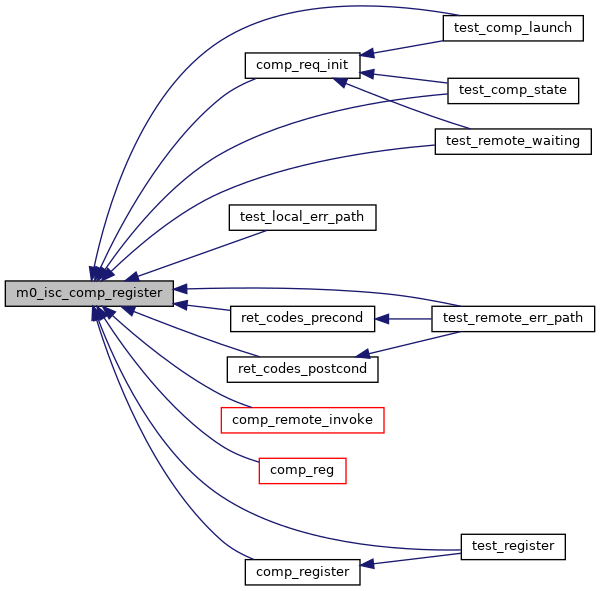 test_comp_launch
comp_req_init
test_comp_state
test_remote_waiting
test_local_err_path
m0_isc_comp_register
ret_codes_precond
test_remote_err_path
ret_codes_postcond
comp_remote_invoke
comp_reg
test_register
comp_register